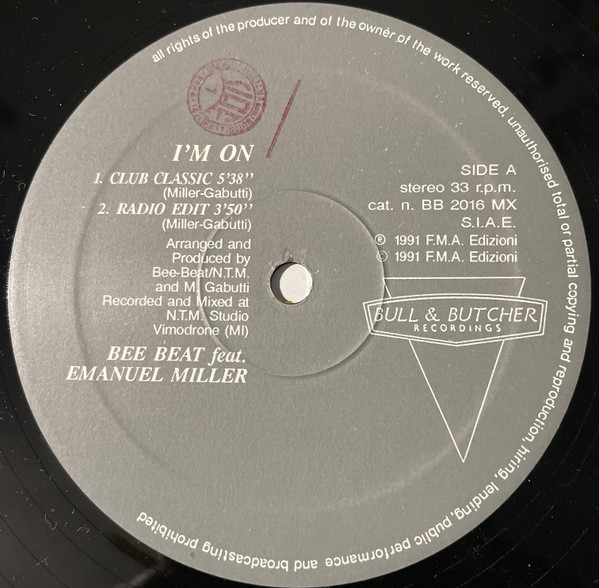 all rights of the producer and of the owner of the work reserved, unauthorised total or partial copying and reproduction, hiring, lending, public performance and broadcasting prohibited
I'M ON
1. CLUB CLASSIC 5'38"
(Miller-Gabutti)
2. RADIO EDIT 3'50"
(Miller-Gabutti)
Arranged and
Produced by
Bee-Beat/N.T.M.
and M. Gabutti
Recorded and Mixed at
N.T.M. Studio
Vimodrone (MI)
BEE BEAT feat.
EMANUEL MILLER
SIDE A
stereo 33 r.p.m.
cat. n. BB 2016 MX
S.I.A.E.
℗ 1991 F.M.A. Edizioni
© 1991 F.M.A. Edizioni
BULL & BUTCHER
RECORDINGS